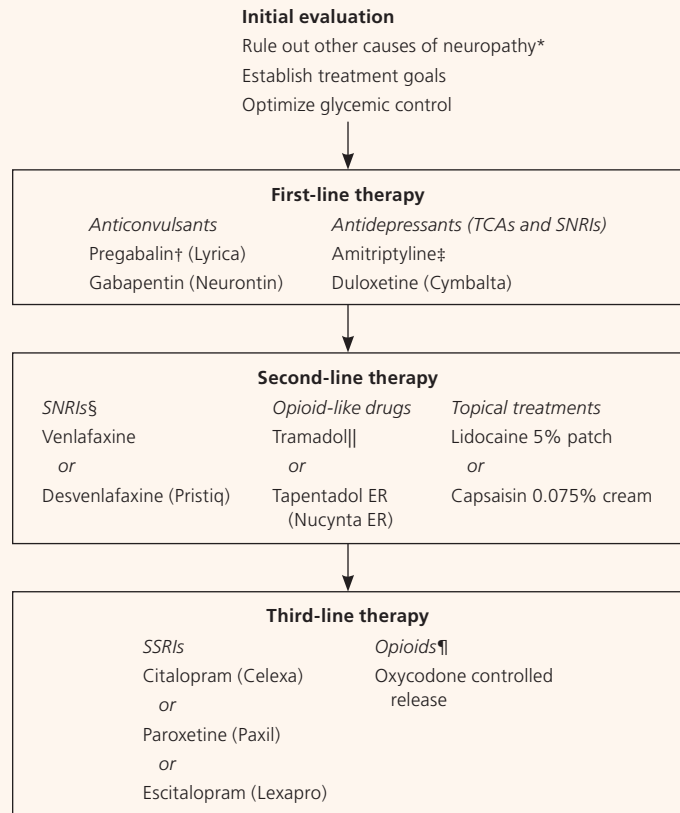 Initial evaluation
Rule out other causes of neuropathy*
Establish treatment goals
Optimize glycemic control
First-line therapy
Anticonvulsants
Pregabalin† (Lyrica)
Gabapentin (Neurontin)
Antidepressants (TCAs and SNRIs)
Amitriptyline‡
Duloxetine (Cymbalta)
Second-line therapy
SNRIs§
Venlafaxine
or
Desvenlafaxine (Pristiq)
Opioid-like drugs
Tramadol||
or
Tapentadol ER
(Nucynta ER)
Topical treatments
Lidocaine 5% patch
or
Capsaisin 0.075% cream
Third-line therapy
SSRIs
Citalopram (Celexa)
or
Paroxetine (Paxil)
or
Escitalopram (Lexapro)
Opioids¶
Oxycodone controlled
release